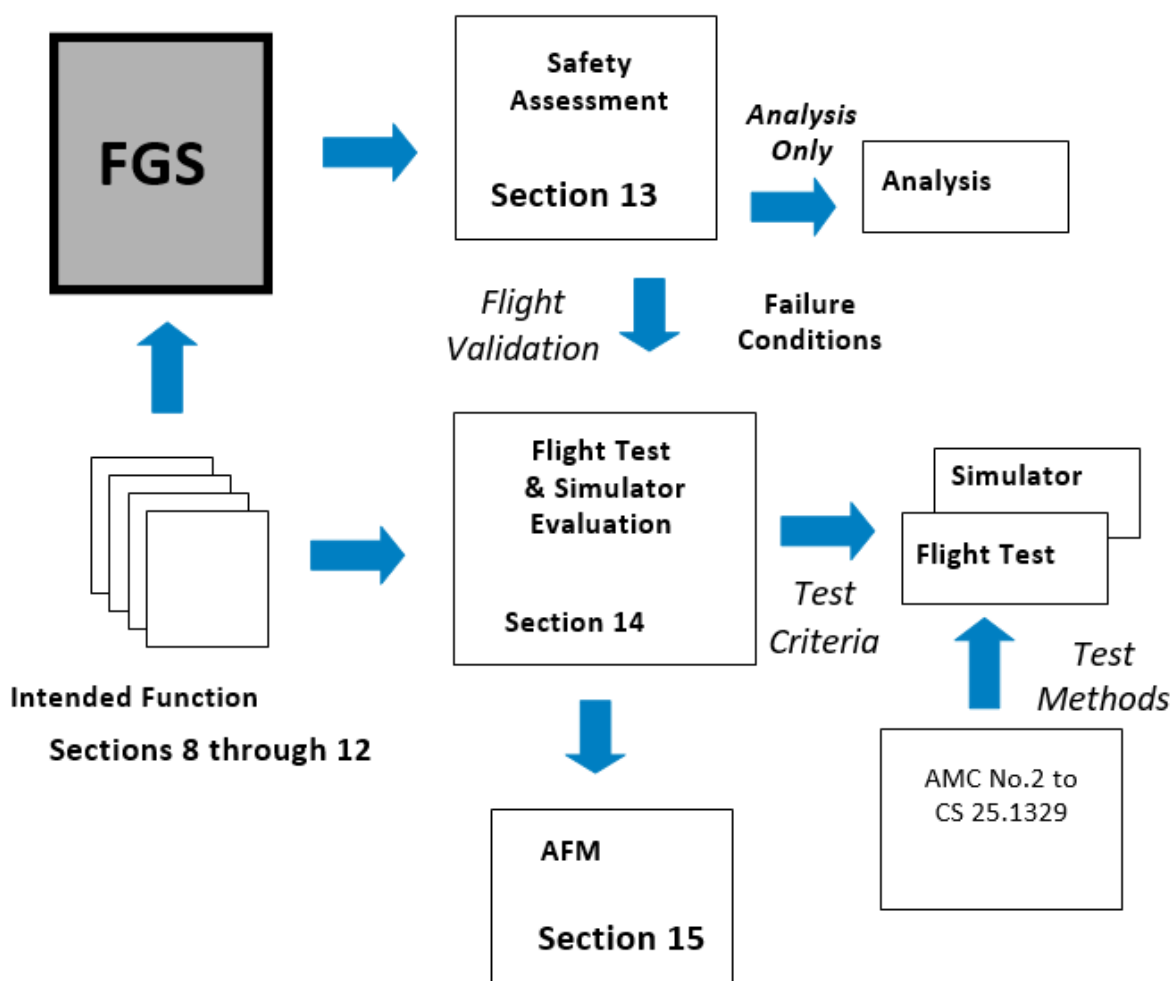 FGS
Safety
Assessment
Section 13
Analysis
Only
Analysis
Flight
Validation
Failure
Conditions
Flight Test
& Simulator
Evaluation
Section 14
Simulator
Flight Test
Test
Criteria
Test
Methods
Intended Function
Sections 8 through 12
AMC No.2 to
CS 25.1329
AFM
Section 15